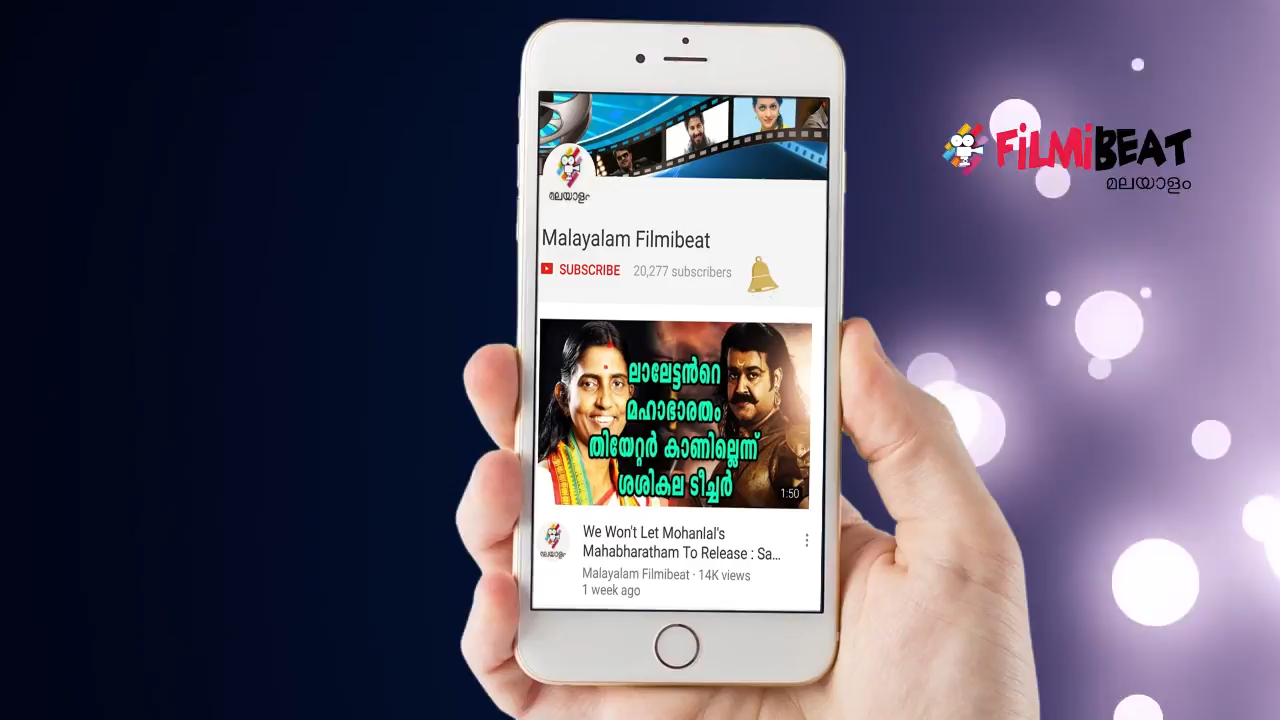 FiLMiBEAT
മലയാളം
മലയാളം
Malayalam Filmibeat
SUBSCRIBE 20,277 subscribers
ലാലേട്ടൻറെ
മഹാഭാരതം
തിയേറ്റർ കാണില്ലെന്ന്
ശശികല ടീച്ചർ
1:50
We Won't Let Mohanlal's
Mahabharatham To Release : Sa...
മലയാളം
Malayalam Filmibeat · 14K views
1 week ago